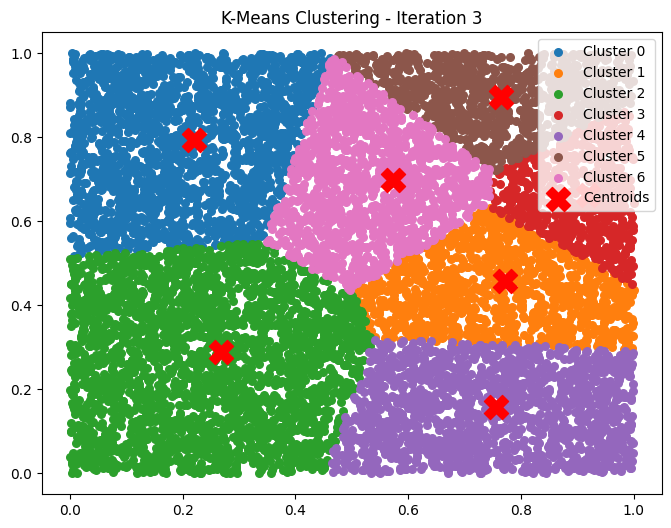 K-Means Clustering - Iteration 3
Cluster 0
Cluster 1
Cluster 2
Cluster 3
Cluster 4
Cluster 5
Cluster 6
Centroids
1.0
0.8
0.6
0.4
0.2
0.0
0.0 0.2 0.4 0.6 0.8 1.0